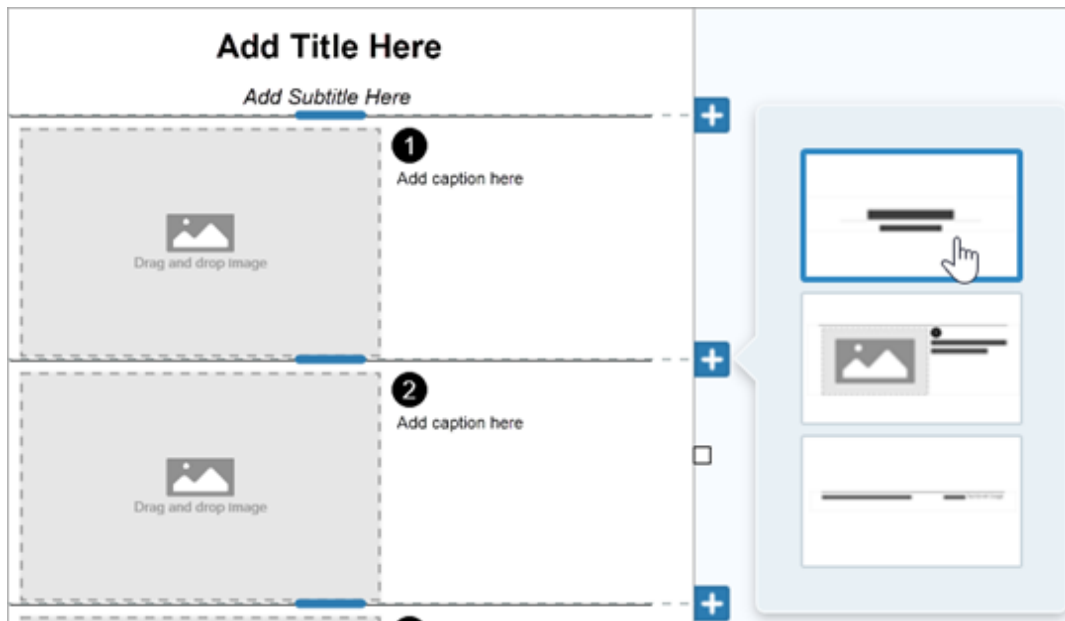 Add Title Here
Add Subtitle Here
1
Add caption here
Drag and drop image
2
Add caption here
Drag and drop image